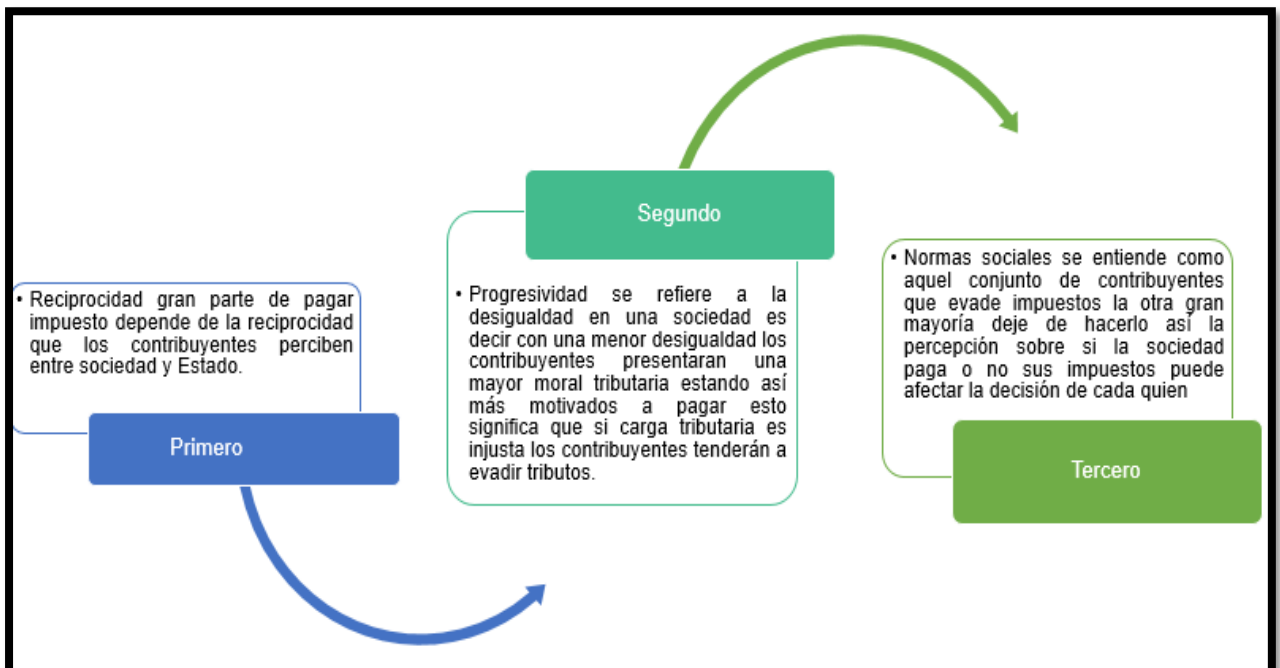 • Reciprocidad gran parte de pagar
impuesto depende de la reciprocidad
que los contribuyentes perciben
entre sociedad y Estado.
Primero
Segundo
• Progresividad se refiere a la
desigualdad en una sociedad es
decir con una menor desigualdad los
contribuyentes presentaran una
mayor moral tributaria estando así
más motivados a pagar esto
significa que si carga tributaria es
injusta los contribuyentes tenderán a
evadir tributos.
• Normas sociales se entiende como
aquel conjunto de contribuyentes
que evade impuestos la otra gran
mayoría deje de hacerlo así la
percepción sobre si la sociedad
paga o no sus impuestos puede
afectar la decisión de cada quien
Tercero